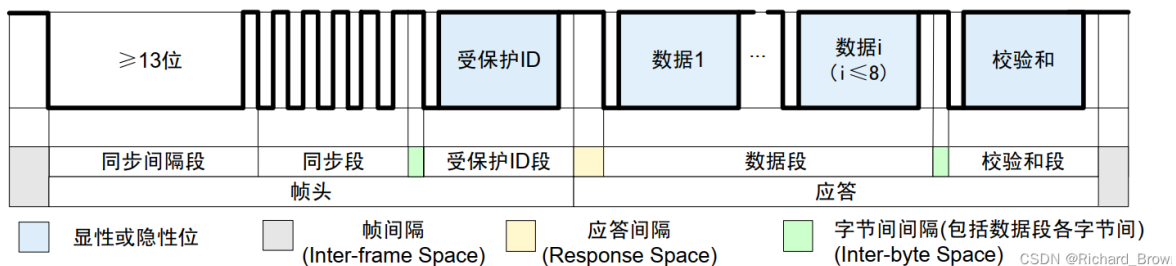 ≥13位
受保护ID
数据1
...
数据i
(i≤8)
校验和
同步间隔段
同步段
受保护ID段
数据段
校验和段
帧头
应答
显性或隐性位
帧间隔
(Inter-frame Space)
应答间隔
(Response Space)
字节间间隔(包括数据段各字节间)
(Inter-byte Space)
CSDN @Richard_Brow